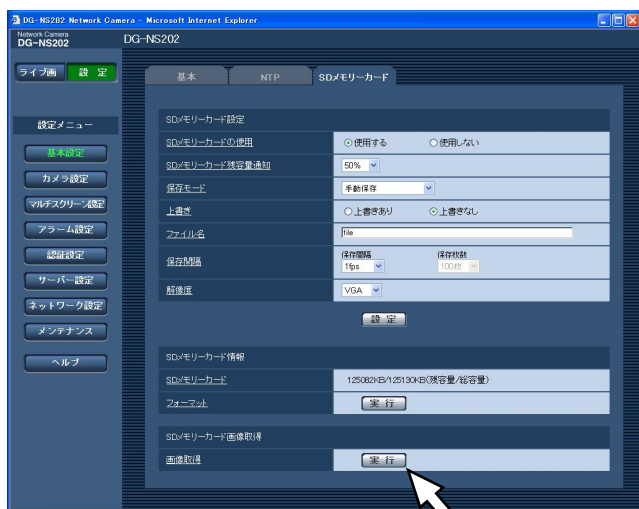 DG-NS202 Network Camera - Microsoft Internet Explorer
Network Camera
DG-NS202
DG-NS202
ライブ画 設 定
基本 NTP SDメモリーカード
設定メニュー
基本設定
カメラ設定
マルチスクリーン設定
アラーム設定
認証設定
サーバー設定
ネットワーク設定
メンテナンス
ヘルプ
SDメモリーカード設定
SDメモリーカードの使用 使用する 使用しない
SDメモリーカード残容量通知 50%
保存モード 手動保存
上書き 上書きあり 上書きなし
ファイル名 file
保存間隔 保存間隔 保存枚数
1fps 100枚
解像度 VGA
設 定
SDメモリーカード情報
SDメモリーカード 125082KB/125130KB(残容量/総容量)
フォーマット 実 行
SDメモリーカード画像取得
画像取得 実 行